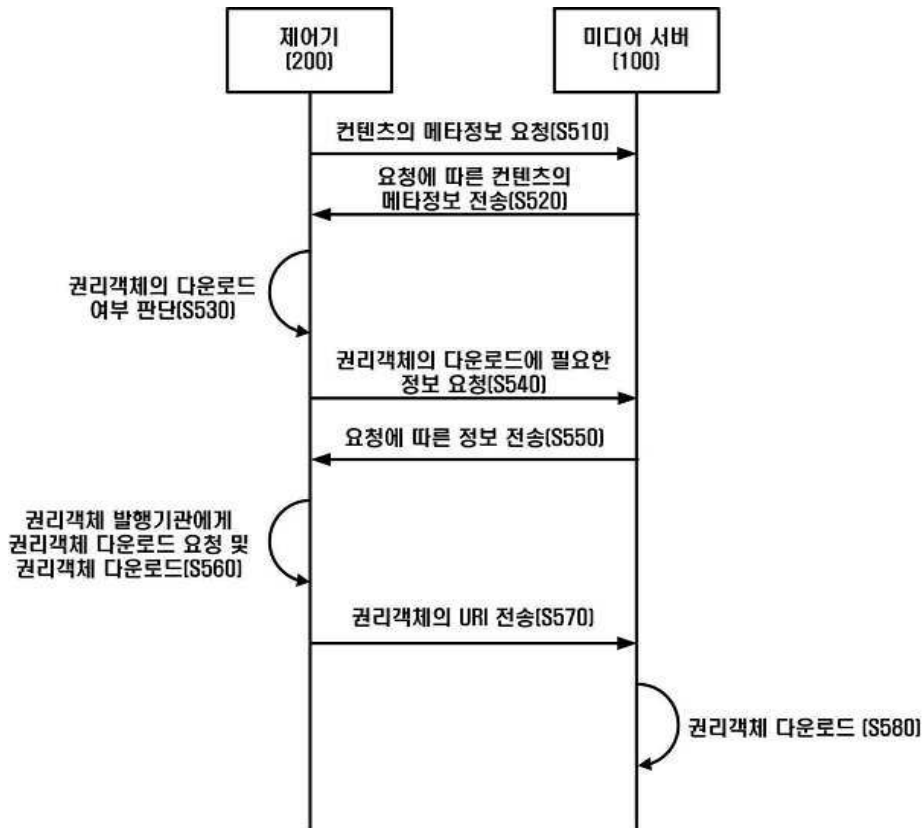 제어기
(200)
미디어 서버
(100)
컨텐츠의 메타정보 요청(S510)
요청에 따른 컨텐츠의
메타정보 전송(S520)
권리객체의 다운로드
여부 판단(S530)
권리객체의 다운로드에 필요한
정보 요청(S540)
요청에 따른 정보 전송(S550)
권리객체 발행기관에게
권리객체 다운로드 요청 및
권리객체 다운로드(S560)
권리객체의 URI 전송(S570)
권리객체 다운로드 (S580)